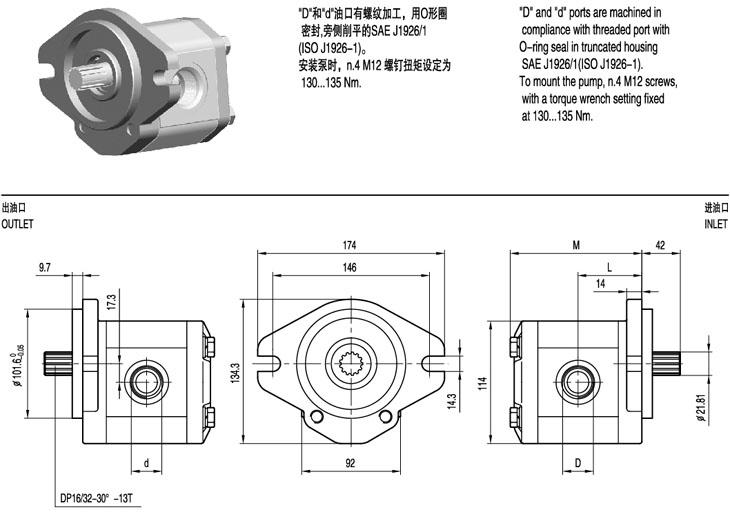 "D"和"d"油口有螺纹加工，用O形圈
密封,旁侧削平的SAE J1926/1
(ISO J1926-1)。
安装泵时，n.4 M12 螺钉扭矩设定为
130...135 Nm.
"D" and "d" ports are machined in
compliance with threaded port with
O-ring seal in truncated housing
SAE J1926/1(ISO J1926-1).
To mount the pump, n.4 M12 screws,
with a torque wrench setting fixed
at 130...135 Nm.
出油口
OUTLET
进油口
INLET
9.7
17.3
ø101.6 0 -0.05
d
DP16/32-30° -13T
174
146
134.3
14.3
92
M
42
L
14
114
ø21.81
D